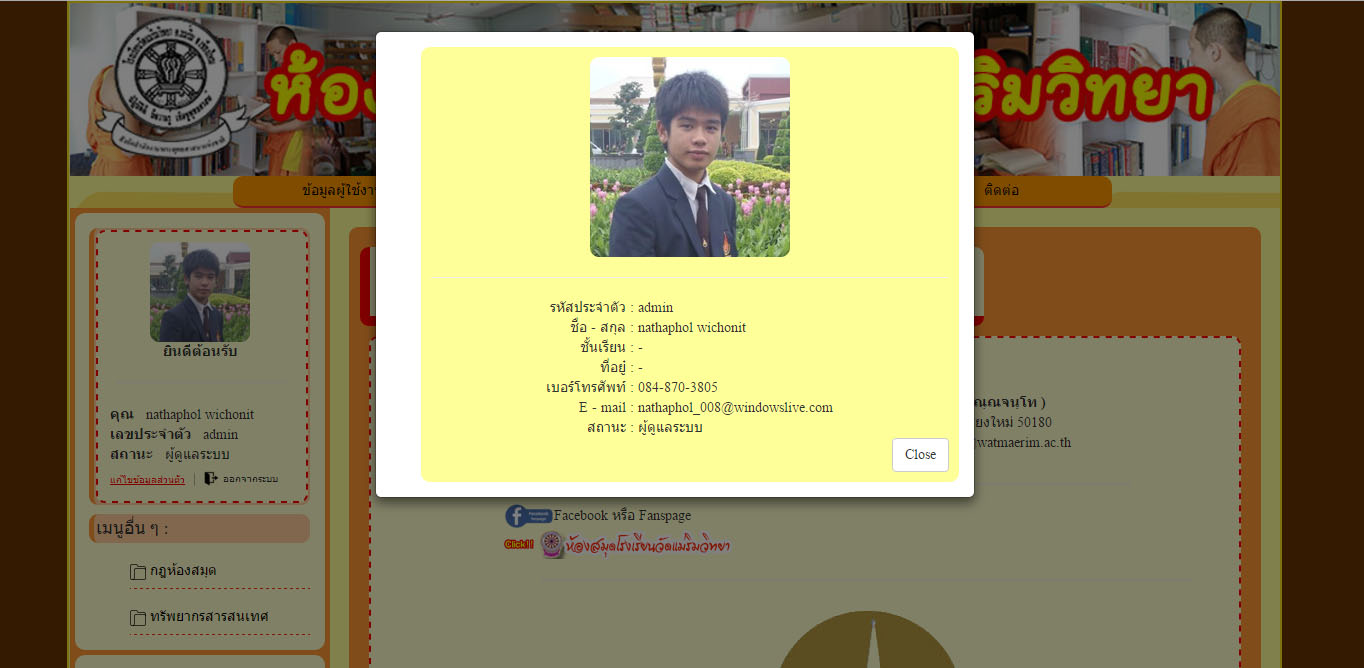 ห้อง
ริมวิทยา
ข้อมูลผู้ใช้งาน
ติดต่อ
ยินดีต้อนรับ
คุณ nathaphol wichonit
เลขประจำตัว admin
สถานะ ผู้ดูแลระบบ
แก้ไขข้อมูลส่วนตัว | ออกจากระบบ
เมนูอื่น ๆ :
กฎห้องสมุด
ทรัพยากรสารสนเทศ
รหัสประจำตัว : admin
ชื่อ - สกุล : nathaphol wichonit
ชั้นเรียน : -
ที่อยู่ : -
เบอร์โทรศัพท์ : 084-870-3805
E - mail : nathaphol_008@windowslive.com
สถานะ : ผู้ดูแลระบบ
Close
ณฺณจนฺโท )
ยงใหม่ 50180
watmaerim.ac.th
Facebook หรือ Fanspage
Click!! ห้องสมุดโรงเรียนวัดแม่ริมวิทยา